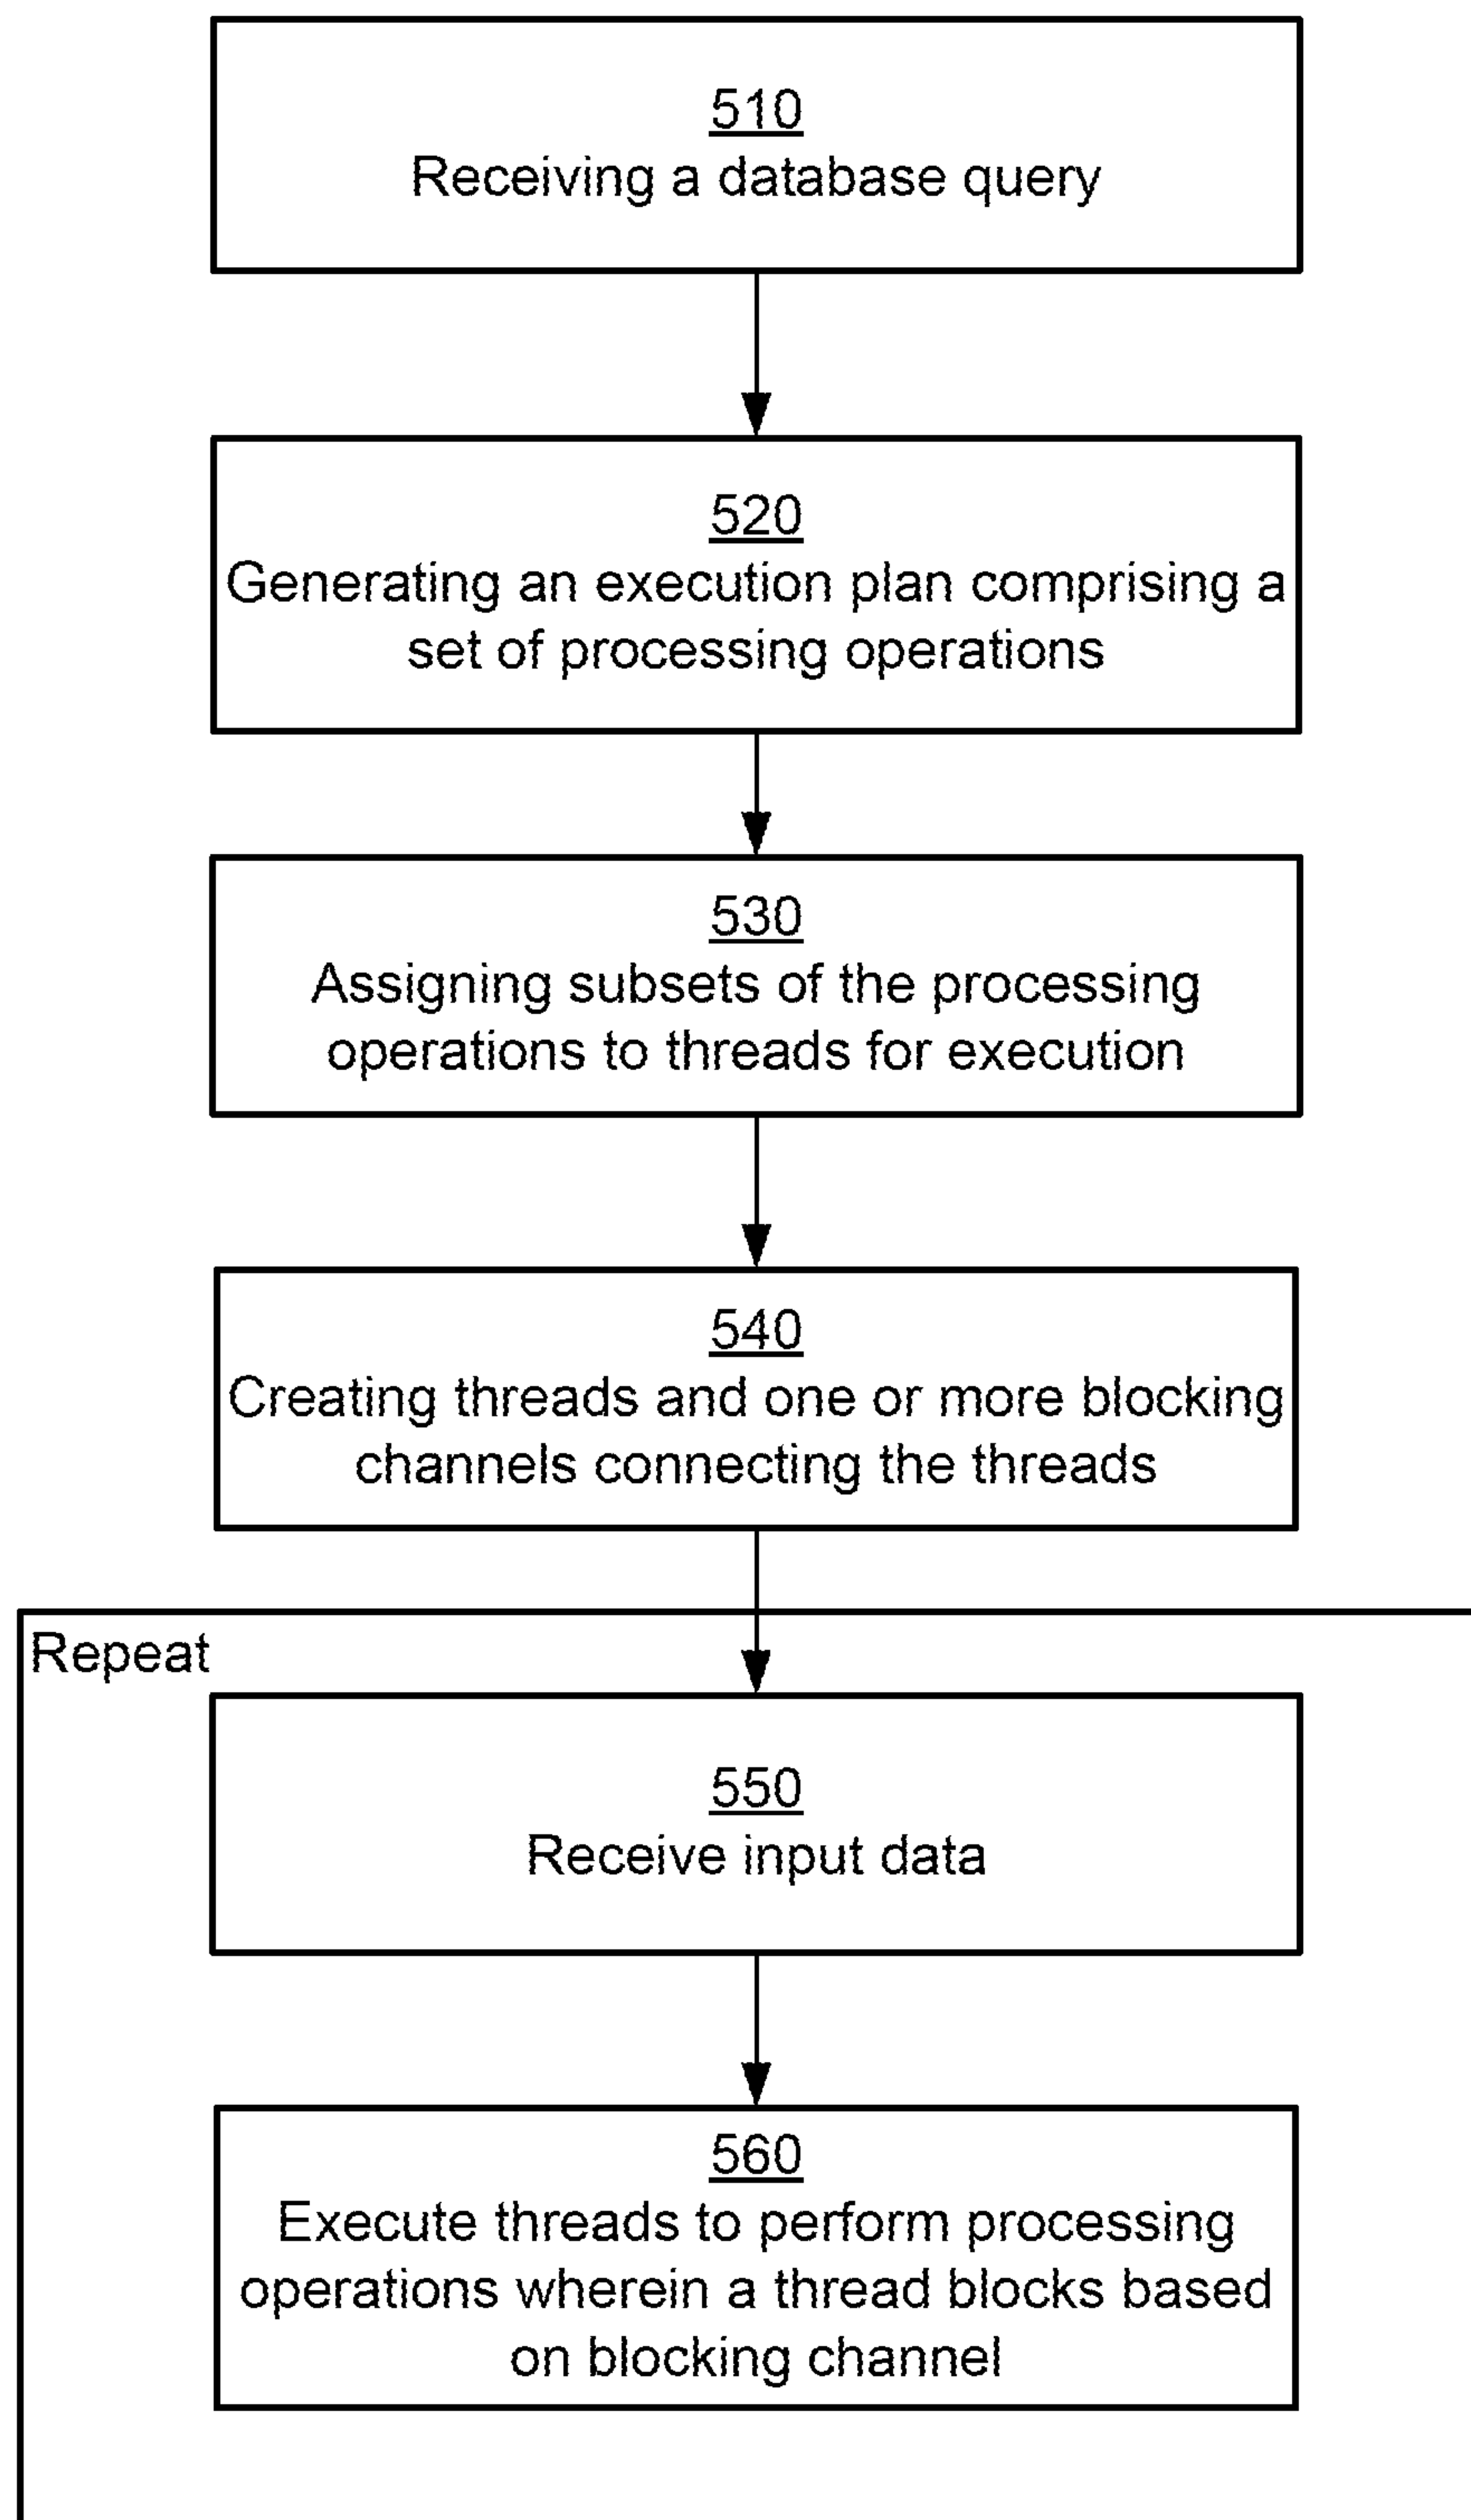 510
Receiving a database query
520
Generating an execution plan comprising a
set of processing operations
530
Assigning subsets of the processing
operations to threads for execution
540
Creating threads and one or more blocking
channels connecting the threads
Repeat
550
Receive input data
560
Execute threads to perform processing
operations wherein a thread blocks based
on blocking channel